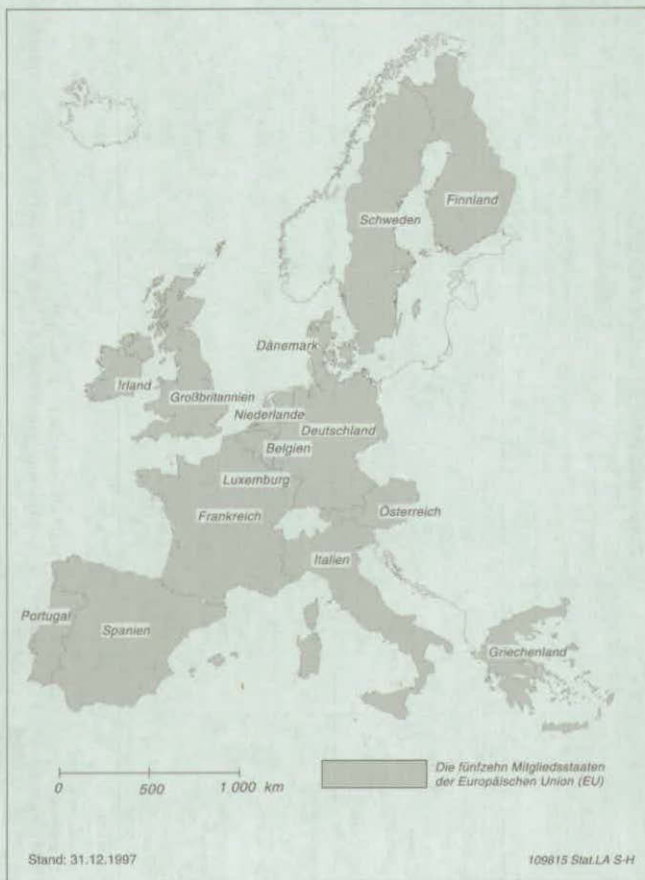 Finnland
Schweden
Dänemark
Irland
Großbritannien
Niederlande
Deutschland
Belgien
Luxemburg
Frankreich
Österreich
Italien
Portugal
Spanien
Griechenland
0 500 1 000 km
Die fünfzehn Mitgliedsstaaten
der Europäischen Union (EU)
Stand: 31.12.1997
109815 Stat.LA S-H